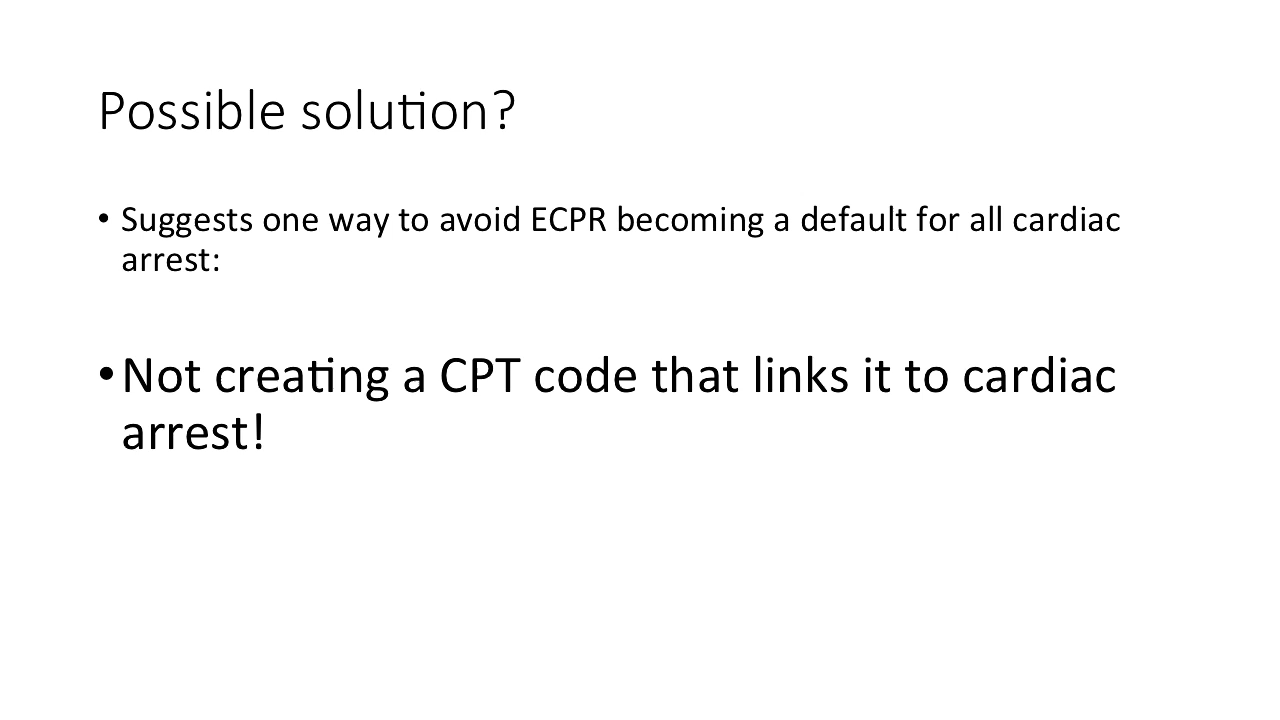 Possible solution?
• Suggests one way to avoid ECPR becoming a default for all cardiac
arrest:
• Not creating a CPT code that links it to cardiac
arrest!